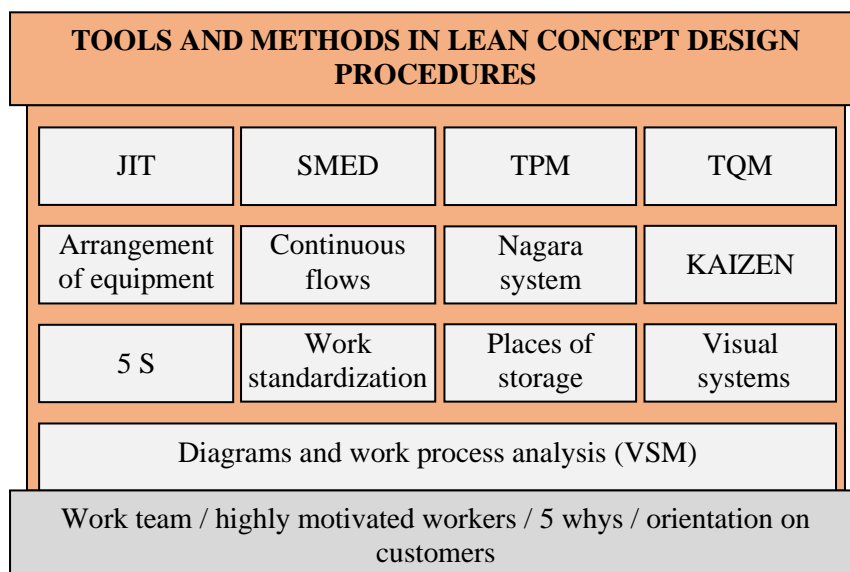 TOOLS AND METHODS IN LEAN CONCEPT DESIGN
PROCEDURES
JIT
SMED
TPM
TQM
Arrangement
of equipment
Continuous
flows
Nagara
system
KAIZEN
5 S
Work
standardization
Places of
storage
Visual
systems
Diagrams and work process analysis (VSM)
Work team / highly motivated workers / 5 whys / orientation on
customers